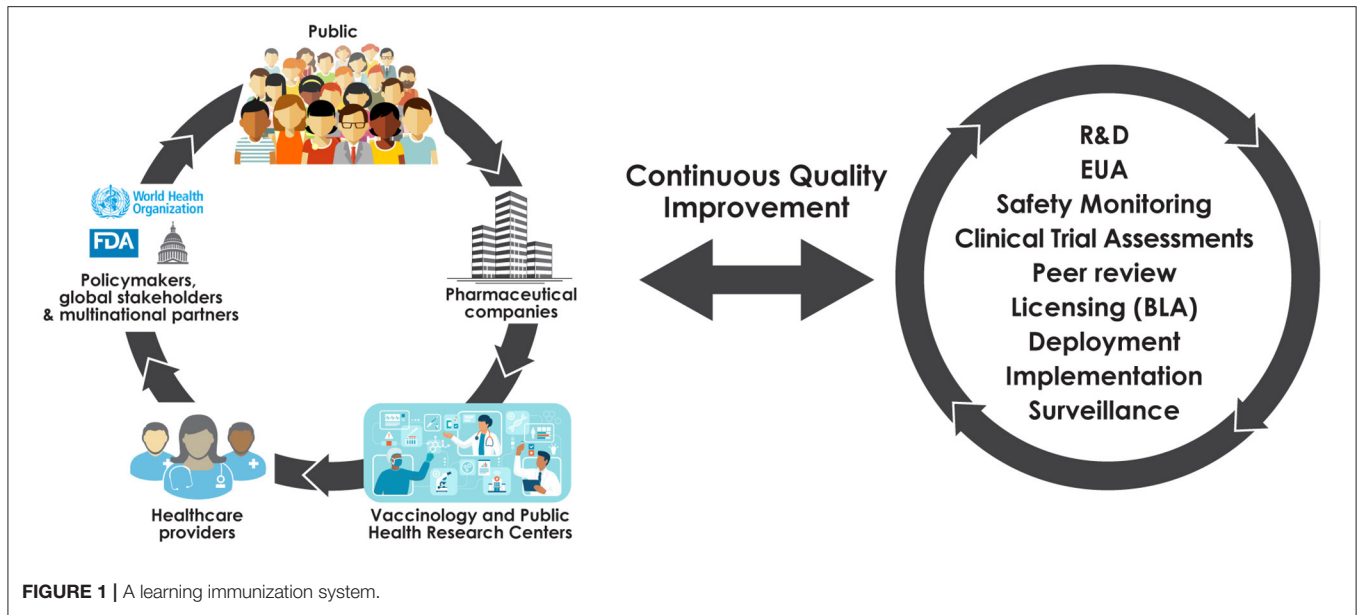 Public
World Health
Organization
FDA
Policymakers,
global stakeholders
& multinational partners
Pharmaceutical
companies
Healthcare
providers
Vaccinology and Public
Health Research Centers
Continuous Quality
Improvement
R&D
EUA
Safety Monitoring
Clinical Trial Assessments
Peer review
Licensing (BLA)
Deployment
Implementation
Surveillance
FIGURE 1 | A learning immunization system.